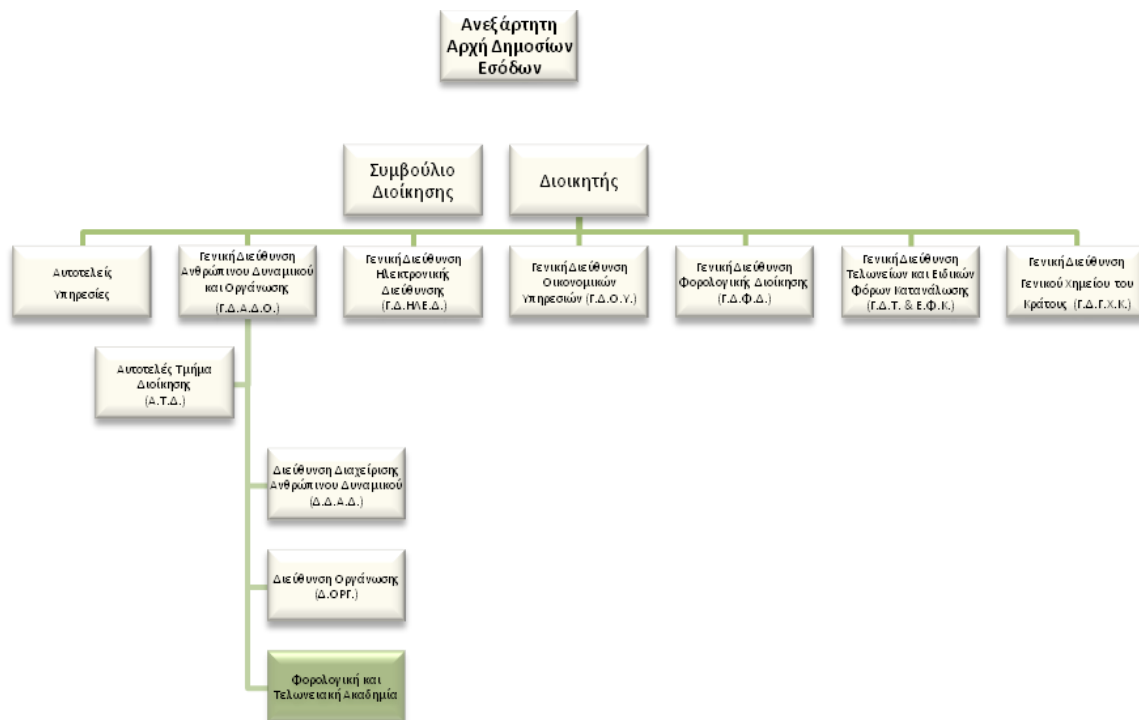 Ανεξάρτητη
Αρχή Δημοσίων
Εσόδων
Συμβούλιο
Διοίκησης
Διοικητής
Αυτοτελείς
Υπηρεσίες
Γενική Διεύθυνση
Ανθρώπινου Δυναμικού
και Οργάνωσης
(Γ.Δ.Α.Δ.Ο.)
Γενική Διεύθυνση
Ηλεκτρονικής
Διεύθυνσης
(Γ.Δ.ΗΛΕ.Δ.)
Γενική Διεύθυνση
Οικονομικών
Υπηρεσιών (Γ.Δ.Ο.Υ.)
Γενική Διεύθυνση
Φορολογικής Διοίκησης
(Γ.Δ.Φ.Δ.)
Γενική Διεύθυνση
Τελωνείων και Ειδικών
Φόρων Κατανάλωσης
(Γ.Δ.Τ. & Ε.Φ.Κ.)
Γενική Διεύθυνση
Γενικού Χημείου του
Κράτους (Γ.Δ.Γ.Χ.Κ.)
Αυτοτελές Τμήμα
Διοίκησης
(Α.Τ.Δ.)
Διεύθυνση Διαχείρισης
Ανθρώπινου Δυναμικού
(Δ.Δ.Α.Δ.)
Διεύθυνση Οργάνωσης
(Δ.ΟΡΓ.)
Φορολογική και
Τελωνειακή Ακαδημία